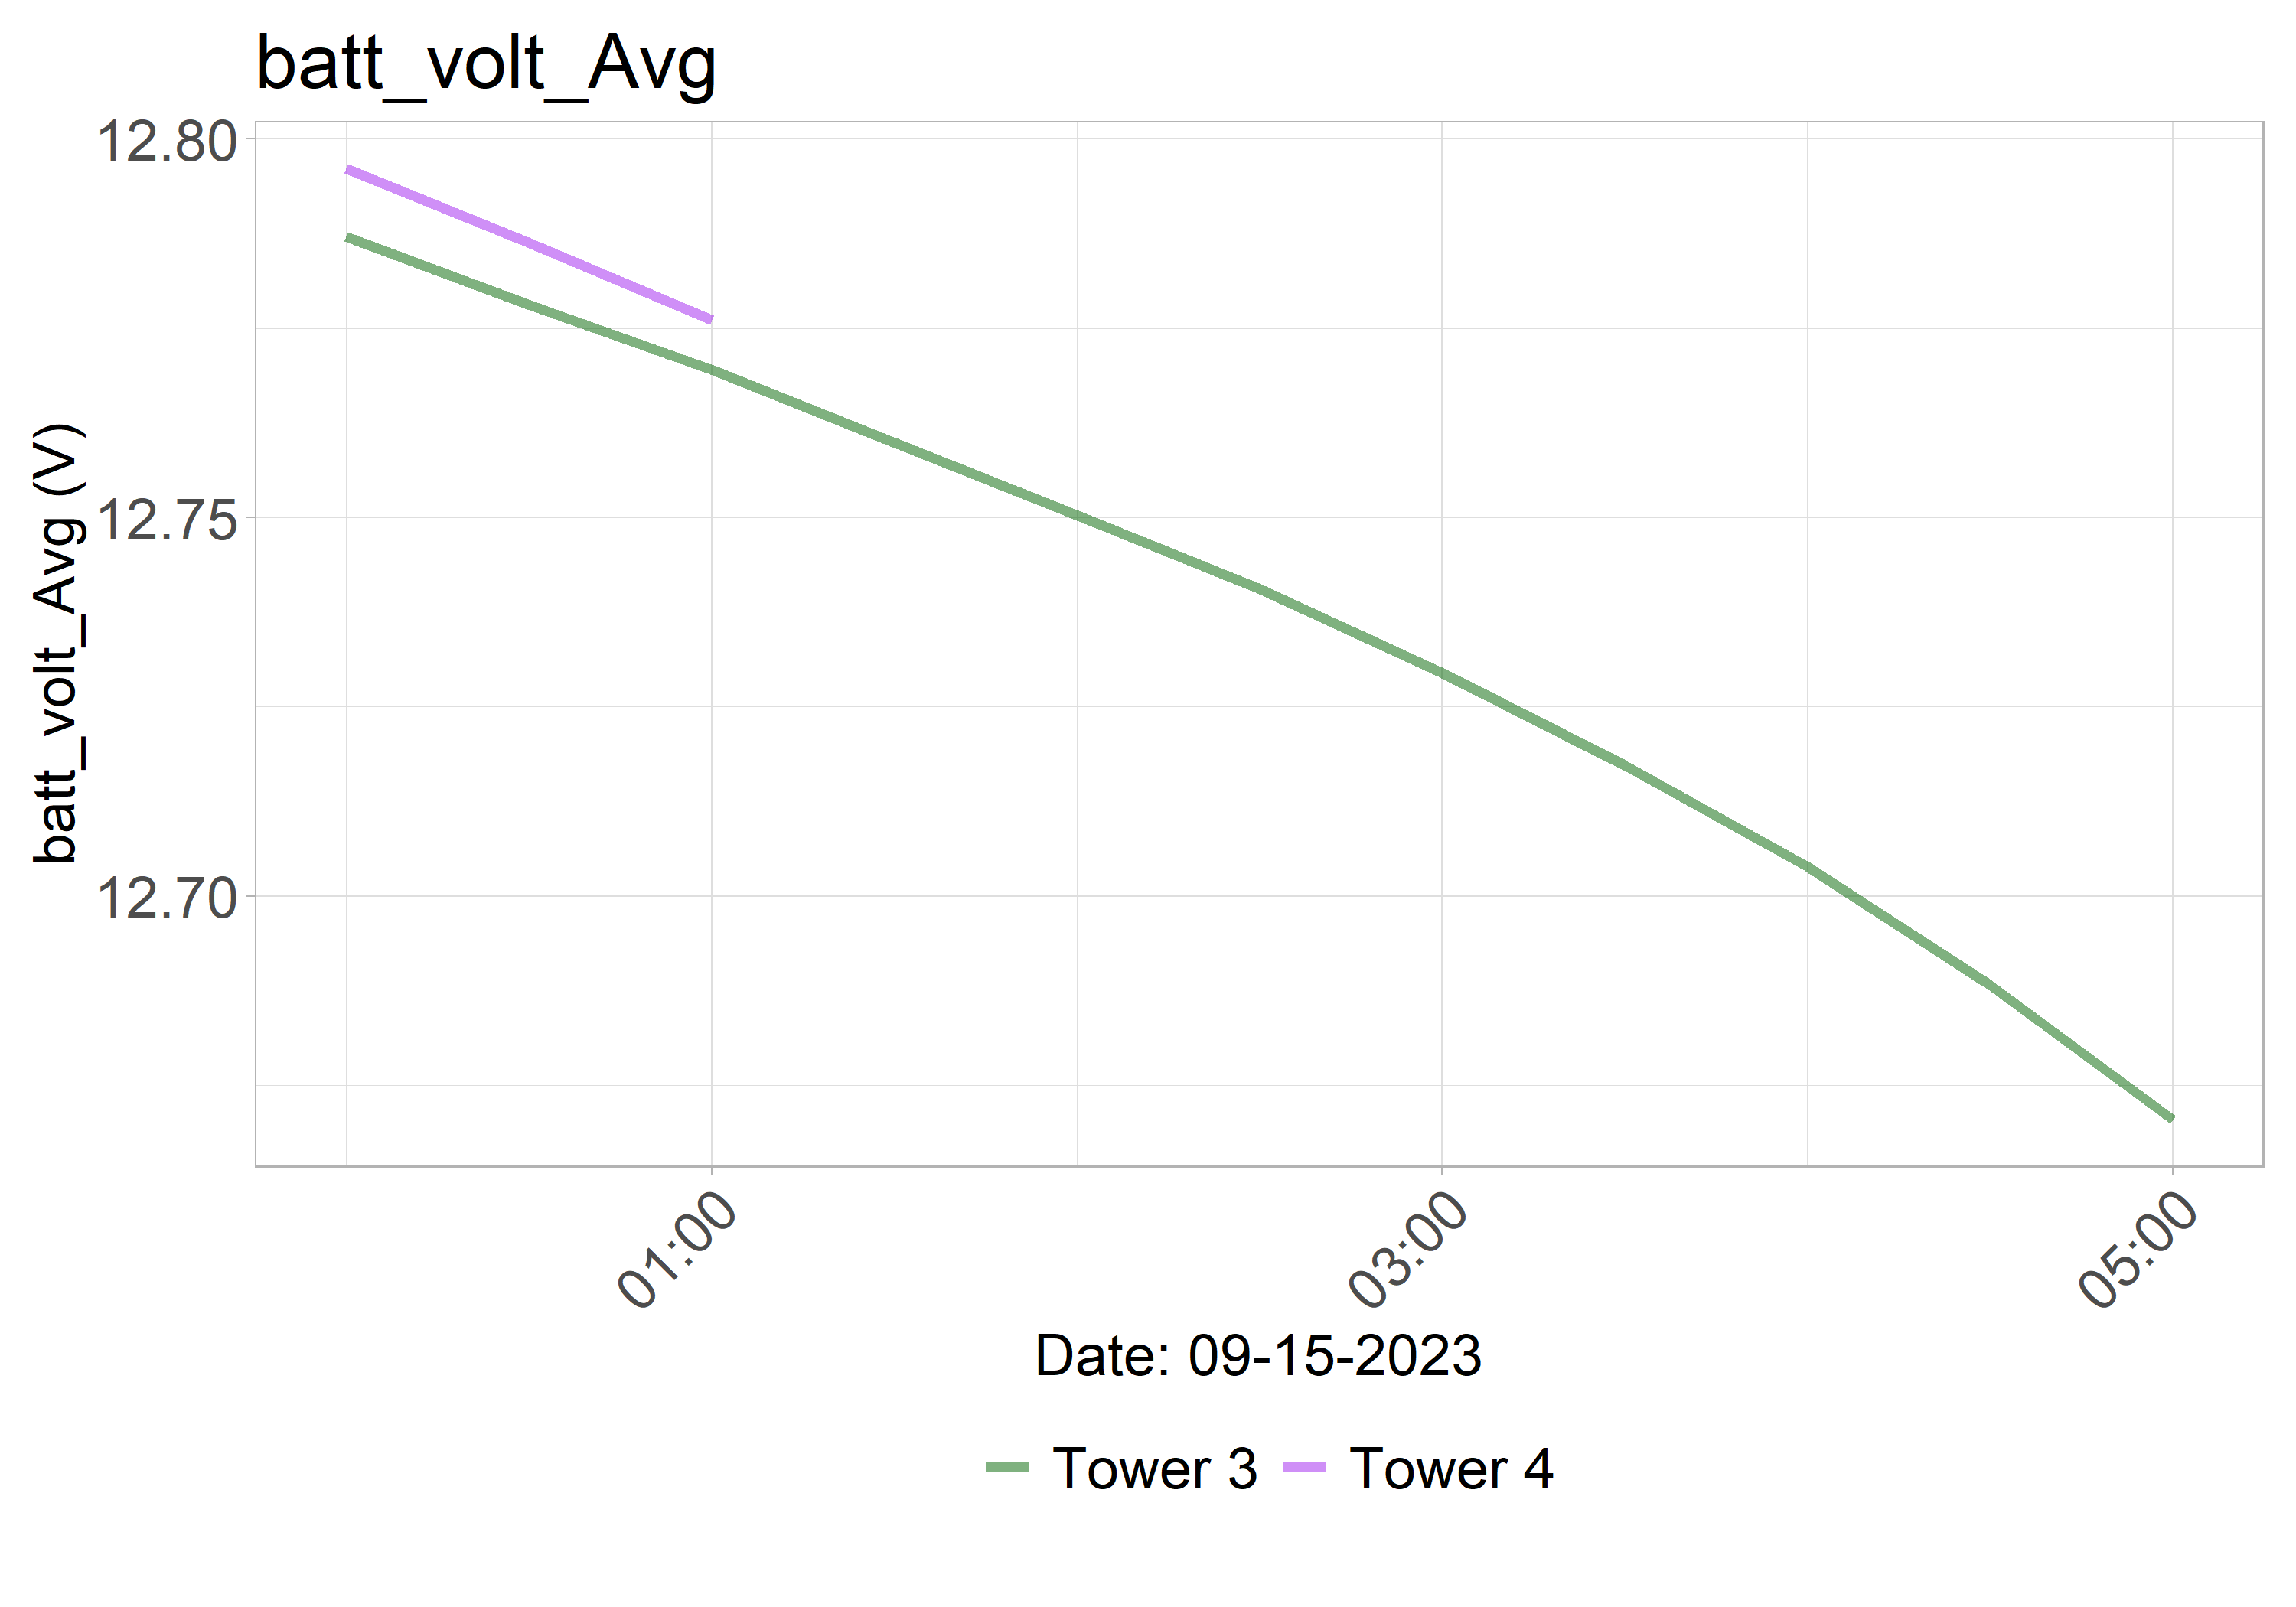 batt_volt_Avg
batt_volt_Avg (V)
12.80
12.75
12.70
01:00
03:00
05:00
Date: 09-15-2023
Tower 3
Tower 4